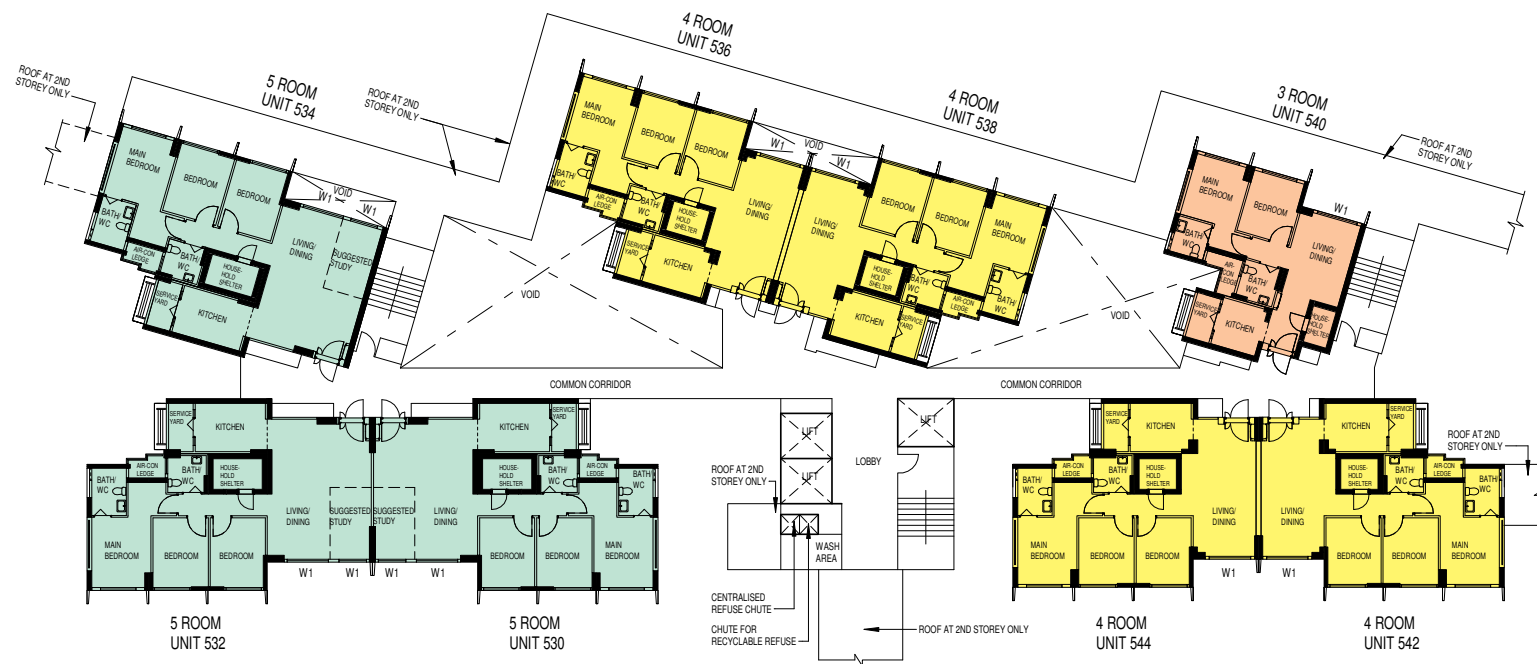 4 ROOM
UNIT 536
5 ROOM
UNIT 534
4 ROOM
UNIT 538
3 ROOM
UNIT 540
ROOF AT 2ND
STOREY ONLY
ROOF AT 2ND
STOREY ONLY
ROOF AT 2ND
STOREY ONLY
MAIN
BEDROOM
BEDROOM
BEDROOM
VOID
W1
W1
BATH/
WC
AIR-CON
LEDGE
BATH/
WC
HOUSE-
HOLD
SHELTER
LIVING/
DINING
SUGGESTED
STUDY
SERVICE
YARD
KITCHEN
MAIN
BEDROOM
BEDROOM
BEDROOM
W1
VOID
W1
BATH/
WC
AIR-CON
LEDGE
BATH/
WC
HOUSE-
HOLD
SHELTER
LIVING/
DINING
SERVICE
YARD
KITCHEN
VOID
LIVING/
DINING
BEDROOM
BEDROOM
MAIN
BEDROOM
HOUSE-
HOLD
SHELTER
BATH/
WC
AIR-CON
LEDGE
BATH/
WC
KITCHEN
SERVICE
YARD
VOID
MAIN
BEDROOM
BEDROOM
W1
BATH/
WC
AIR-
CON
LEDGE
BATH/
WC
LIVING/
DINING
SERVICE
YARD
KITCHEN
HOUSE-
HOLD
SHELTER
COMMON CORRIDOR
COMMON CORRIDOR
SERVICE
YARD
KITCHEN
AIR-CON
LEDGE
BATH/
WC
BATH/
WC
HOUSE-
HOLD
SHELTER
LIVING/
DINING
SUGGESTED
STUDY
MAIN
BEDROOM
BEDROOM
BEDROOM
W1
W1
5 ROOM
UNIT 532
KITCHEN
SERVICE
YARD
HOUSE-
HOLD
SHELTER
BATH/
WC
AIR-CON
LEDGE
BATH/
WC
SUGGESTED
STUDY
LIVING/
DINING
BEDROOM
BEDROOM
MAIN
BEDROOM
W1
W1
5 ROOM
UNIT 530
LIFT
LIFT
LIFT
LOBBY
ROOF AT 2ND
STOREY ONLY
WASH
AREA
CENTRALISED
REFUSE CHUTE
CHUTE FOR
RECYCLABLE REFUSE
ROOF AT 2ND STOREY ONLY
SERVICE
YARD
KITCHEN
AIR-CON
LEDGE
BATH/
WC
BATH/
WC
HOUSE-
HOLD
SHELTER
LIVING/
DINING
MAIN
BEDROOM
BEDROOM
BEDROOM
W1
4 ROOM
UNIT 544
KITCHEN
SERVICE
YARD
HOUSE-
HOLD
SHELTER
BATH/
WC
AIR-CON
LEDGE
BATH/
WC
LIVING/
DINING
BEDROOM
BEDROOM
MAIN
BEDROOM
W1
4 ROOM
UNIT 542
ROOF AT 2ND
STOREY ONLY